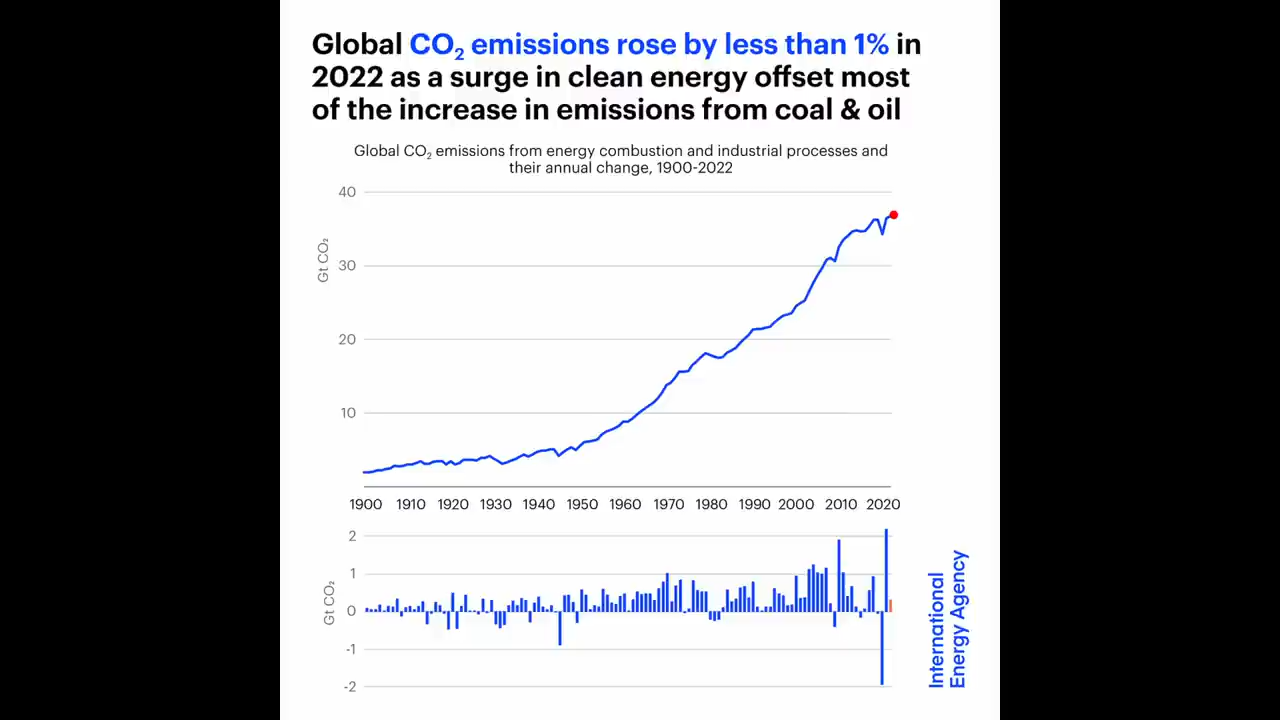 Global CO₂ emissions rose by less than 1% in
2022 as a surge in clean energy offset most
of the increase in emissions from coal & oil
Global CO₂ emissions from energy combustion and industrial processes and
their annual change, 1900-2022
40
30
20
10
Gt CO₂
1900 1910 1920 1930 1940 1950 1960 1970 1980 1990 2000 2010 2020
2
1
0
-1
-2
Gt CO₂
International
Energy Agency